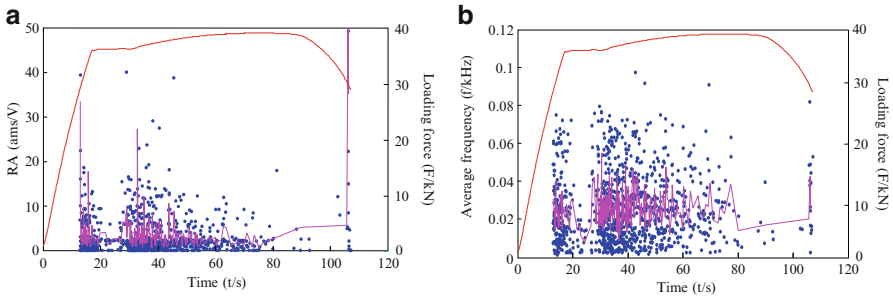 a
50
40
30
20
10
0
RA (ams/V)
0 20 40 60 80 100 120
Time (t/s)
40
30
20
10
0
Loading force (F/kN)
b
0.12
0.1
0.08
0.06
0.04
0.02
0
Average frequency (f/kHz)
0 20 40 60 80 100 120
Time (t/s)
40
30
20
10
0
Loading force (F/kN)